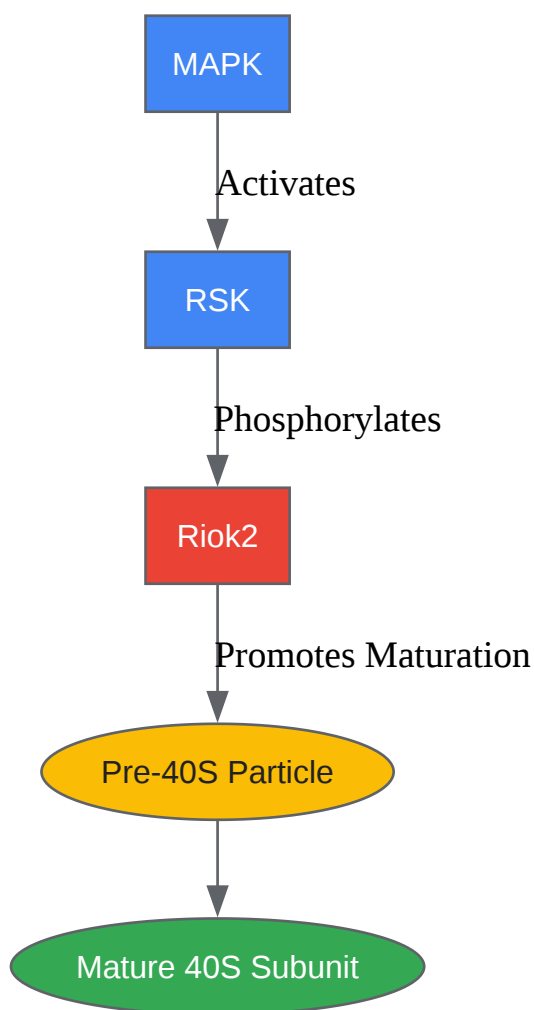 MAPK
Activates
RSK
Phosphorylates
Riok2
Promotes Maturation
Pre-40S Particle
Mature 40S Subunit